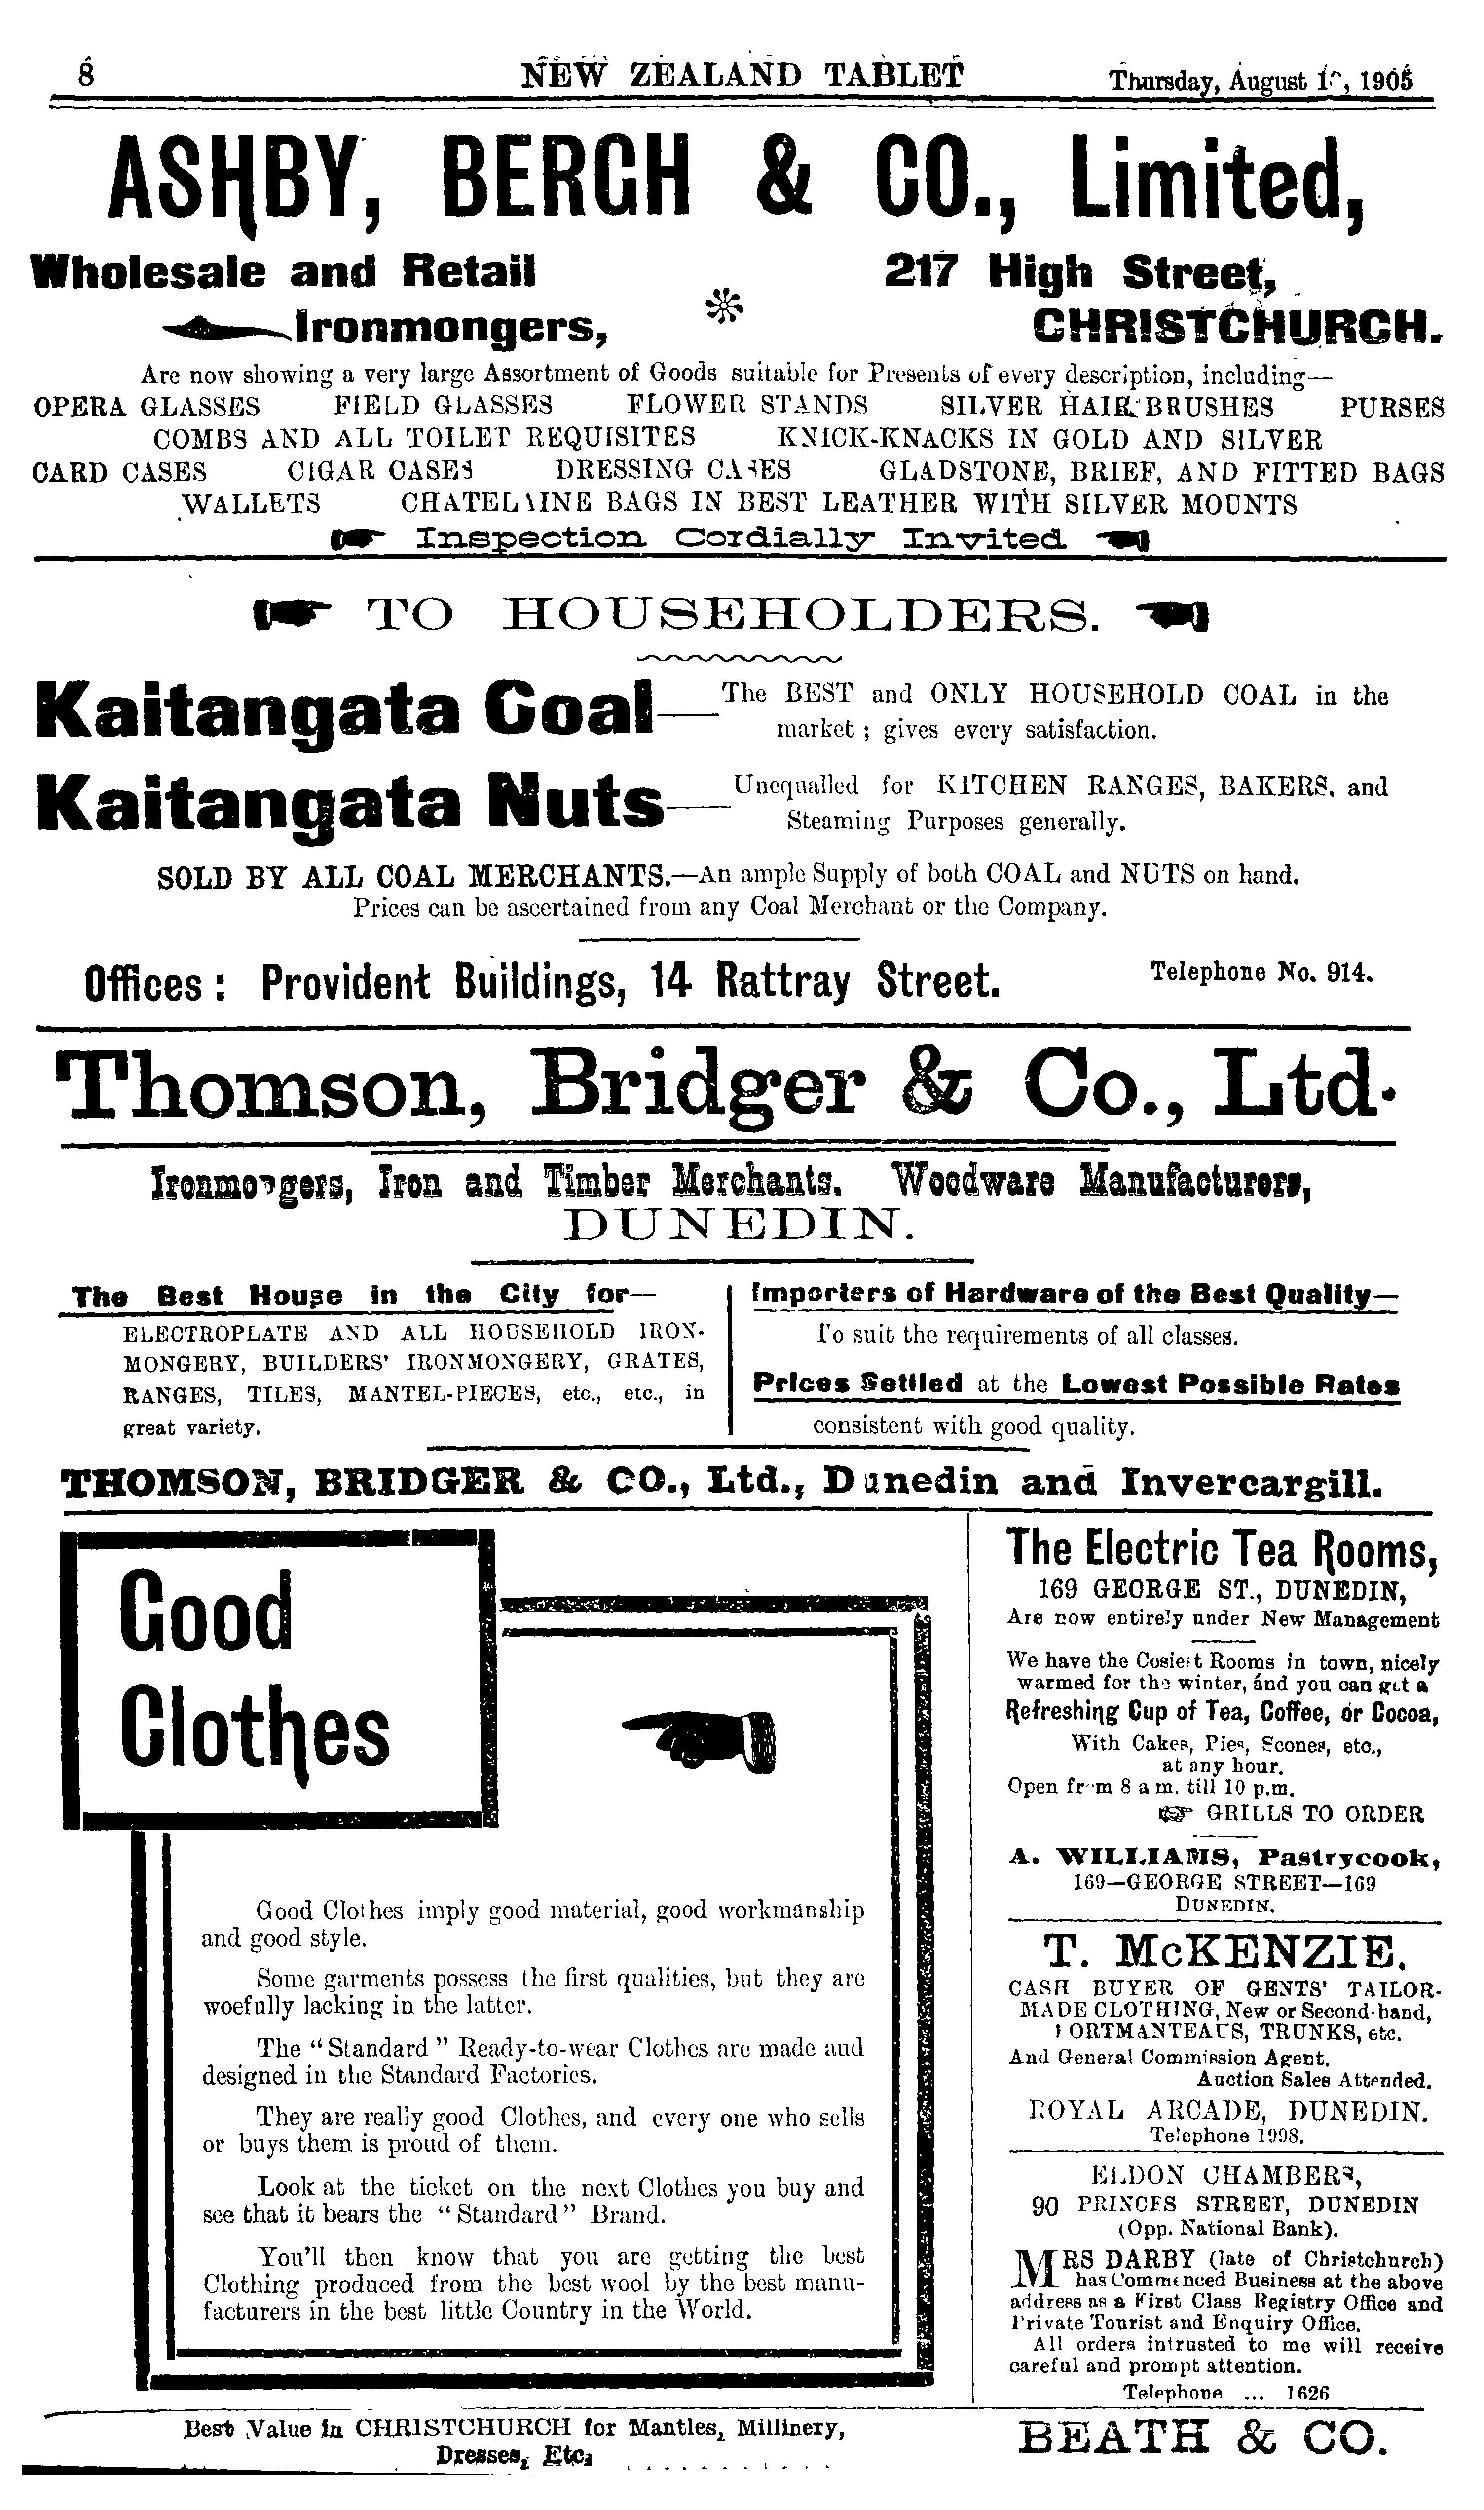 8 NEW ZEALAND TABLET Thursday, August 1905
ASHBY, BERGH & CO., Limited,
Wholesale and Retail
Ironmongers,
217 High Street,
CHRISTCHURCH.
Are now showing a very large Assortment of Goods suitable for Presents of every description, including—
OPERA GLASSES FIELD GLASSES FLOWER STANDS SILVER HAIR BRUSHES PURSES
COMBS AND ALL TOILET REQUISITES KNICK-KNACKS IN GOLD AND SILVER
CARD CASES CIGAR CASES DRESSING CASES GLADSTONE, BRIEF, AND FITTED BAGS
WALLETS CHATELAINE BAGS IN BEST LEATHER WITH SILVER MOUNTS
Inspection Cordially Invited
TO HOUSEHOLDERS.
Kaitangata Coal—The BEST and ONLY HOUSEHOLD COAL in the
market ; gives every satisfaction.
Kaitangata Nuts—Unequalled for KITCHEN RANGES, BAKERS, and
Steaming Purposes generally.
SOLD BY ALL COAL MERCHANTS.—An ample Supply of both COAL and NUTS on hand.
Prices can be ascertained from any Coal Merchant or the Company.
Offices : Provident Buildings, 14 Rattray Street. Telephone No. 914.
Thomson, Bridger & Co., Ltd.
Ironmongers, Iron and Timber Merchants. Woodware Manufacturers,
DUNEDIN.
The Best House in the City for—
ELECTROPLATE AND ALL HOUSEHOLD IRON-
MONGERY, BUILDERS' IRONMONGERY, GRATES,
RANGES, TILES, MANTEL-PIECES, etc., etc., in
great variety.
Importers of Hardware of the Best Quality—
To suit the requirements of all classes.
Prices Settled at the Lowest Possible Rates
consistent with good quality.
THOMSON, BRIDGER & CO., Ltd., Dunedin and Invercargill.
Good
Clothes
Good Clothes imply good material, good workmanship
and good style.
Some garments possess the first qualities, but they are
woefully lacking in the latter.
The "Standard" Ready-to-wear Clothes are made and
designed in the Standard Factories.
They are really good Clothes, and every one who sells
or buys them is proud of them.
Look at the ticket on the next Clothes you buy and
see that it bears the "Standard" Brand.
You'll then know that you are getting the best
Clothing produced from the best wool by the best manu-
facturers in the best little Country in the World.
The Electric Tea Rooms,
169 GEORGE ST., DUNEDIN,
Are now entirely under New Management
We have the Cosiest Rooms in town, nicely
warmed for the winter, and you can get a
Refreshing Cup of Tea, Coffee, or Cocoa,
With Cakes, Pies, Scones, etc.,
at any hour.
Open from 8 a m. till 10 p.m.
GRILLS TO ORDER
A. WILLIAMS, Pastrycook,
169—GEORGE STREET—169
DUNEDIN.
T. McKENZIE.
CASH BUYER OF GENTS' TAILOR-
MADE CLOTHING, New or Second-hand,
PORTMANTEAUS, TRUNKS, etc.
And General Commission Agent.
Auction Sales Attended.
ROYAL ARCADE, DUNEDIN.
Telephone 1998.
ELDON CHAMBERS,
90 PRINCES STREET, DUNEDIN
(Opp. National Bank).
MRS DARBY (late of Christchurch)
has Commenced Business at the above
address as a First Class Registry Office and
Private Tourist and Enquiry Office.
All orders intrusted to me will receive
careful and prompt attention.
Telephone ... 1626
Best Value in CHRISTCHURCH for Mantles, Millinery,
Dresses, Etc.
BEATH & CO.